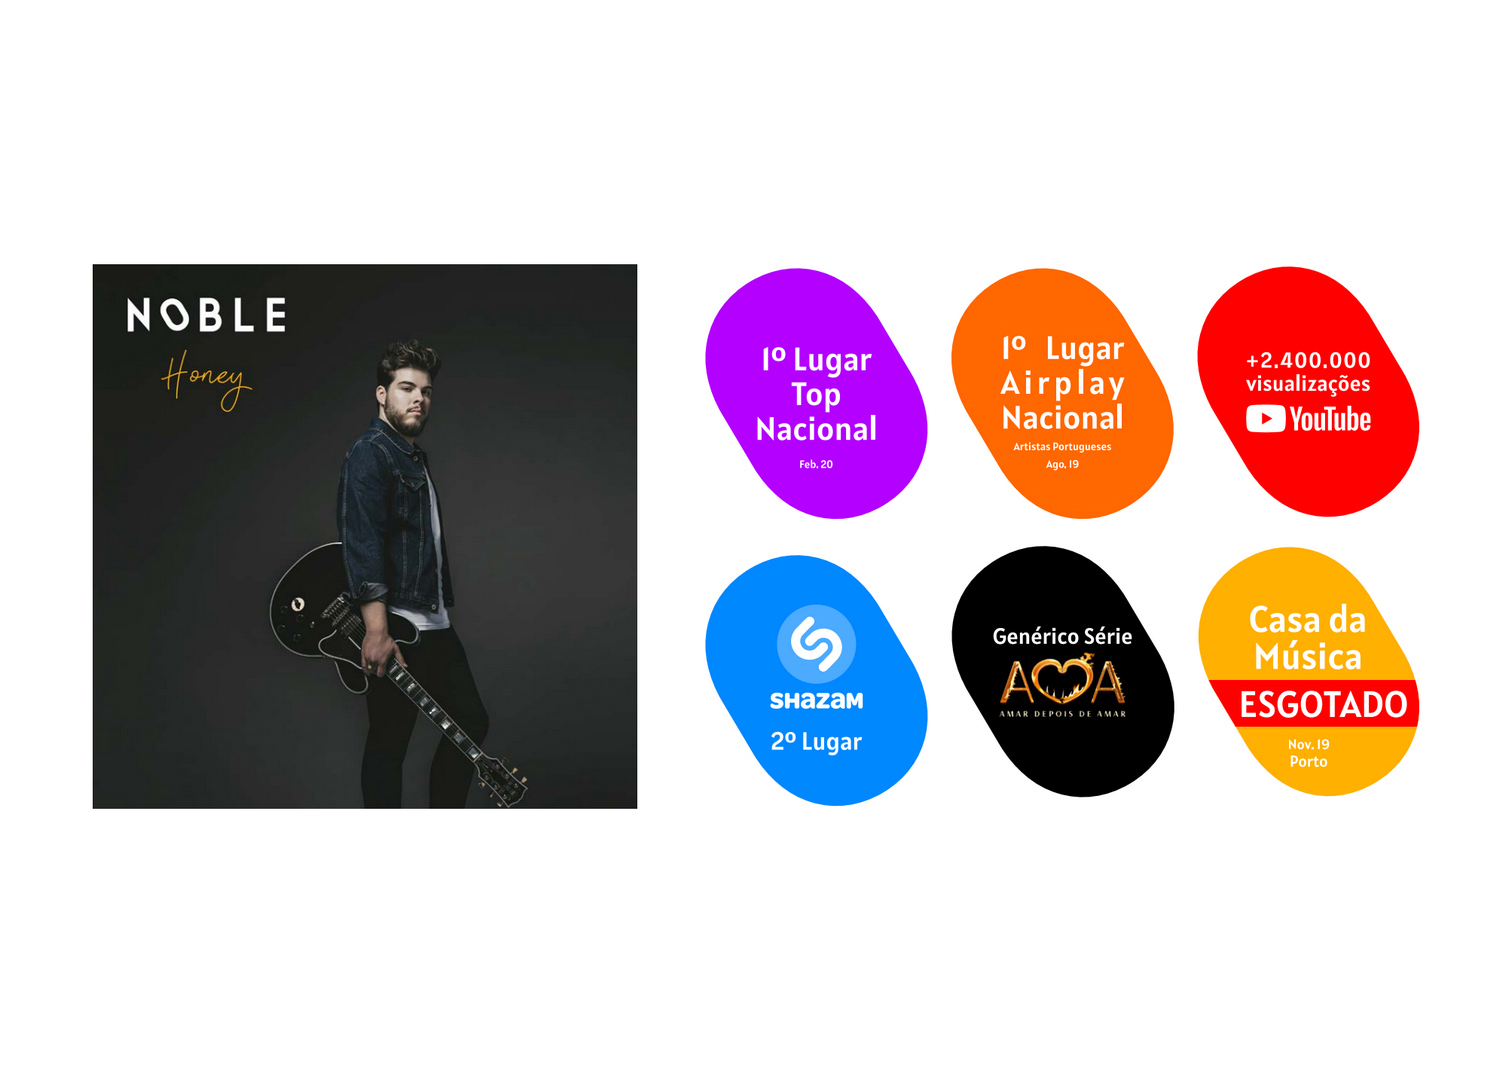 NOBLE
Honey
1º Lugar
Top
Nacional
Feb. 20
1º Lugar
Airplay
Nacional
Artistas Portugueses
Ago. 19
+2.400.000
visualizações
YouTube
SHAZAM
2º Lugar
Genérico Série
AMA
AMAR DEPOIS DE AMAR
Casa da
Música
ESGOTADO
Nov. 19
Porto